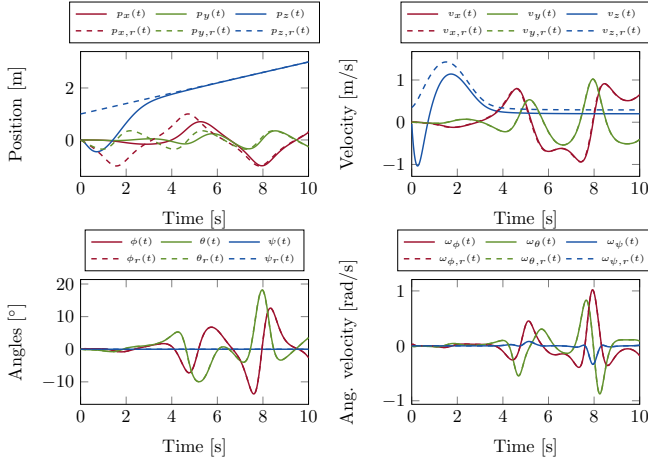 p_x(t) p_y(t) p_z(t)
p_{x,r}(t) p_{y,r}(t) p_{z,r}(t)
2
0
Position [m]
0 2 4 6 8 10
Time [s]
v_x(t) v_y(t) v_z(t)
v_{x,r}(t) v_{y,r}(t) v_{z,r}(t)
1
0
−1
Velocity [m/s]
0 2 4 6 8 10
Time [s]
ϕ(t) θ(t) ψ(t)
ϕ_r(t) θ_r(t) ψ_r(t)
20
10
0
−10
Angles [°]
0 2 4 6 8 10
Time [s]
ω_ϕ(t) ω_θ(t) ω_ψ(t)
ω_{ϕ,r}(t) ω_{θ,r}(t) ω_{ψ,r}(t)
1
0
−1
Ang. velocity [rad/s]
0 2 4 6 8 10
Time [s]